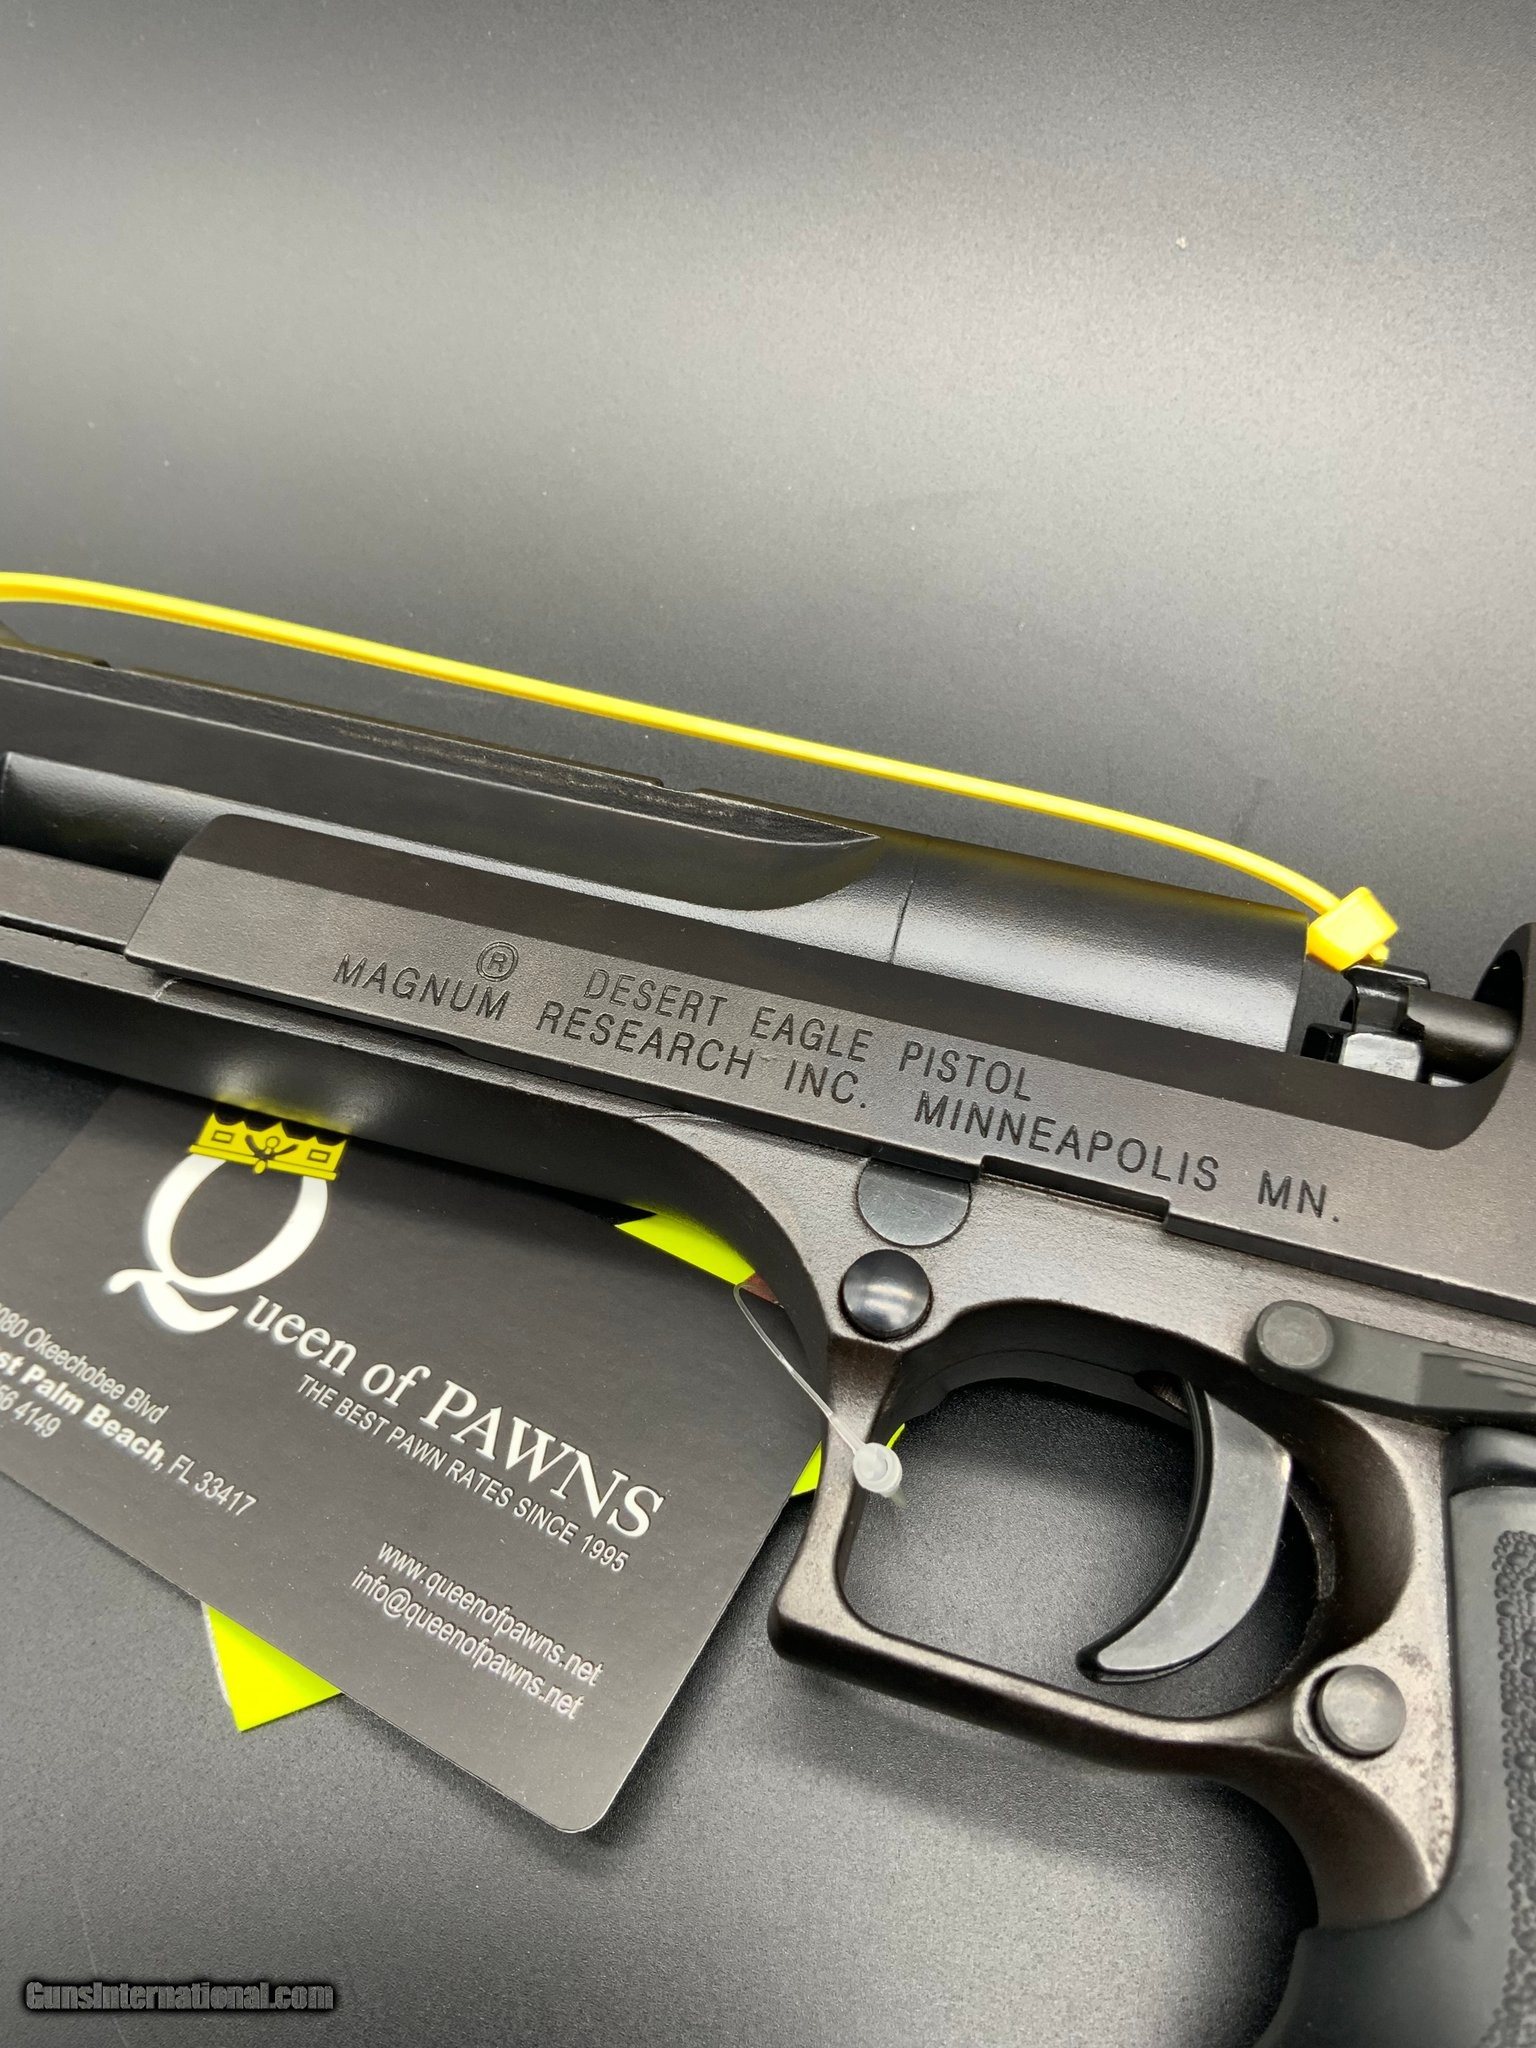 ® DESERT EAGLE PISTOL
MAGNUM RESEARCH INC. MINNEAPOLIS MN.
Queen of PAWNS
THE BEST PAWN RATES SINCE 1995
Okeechobee Blvd
Palm Beach, FL 33417
4149
www.queenofpawns.net
info@queenofpawns.net
GunsInternational.com